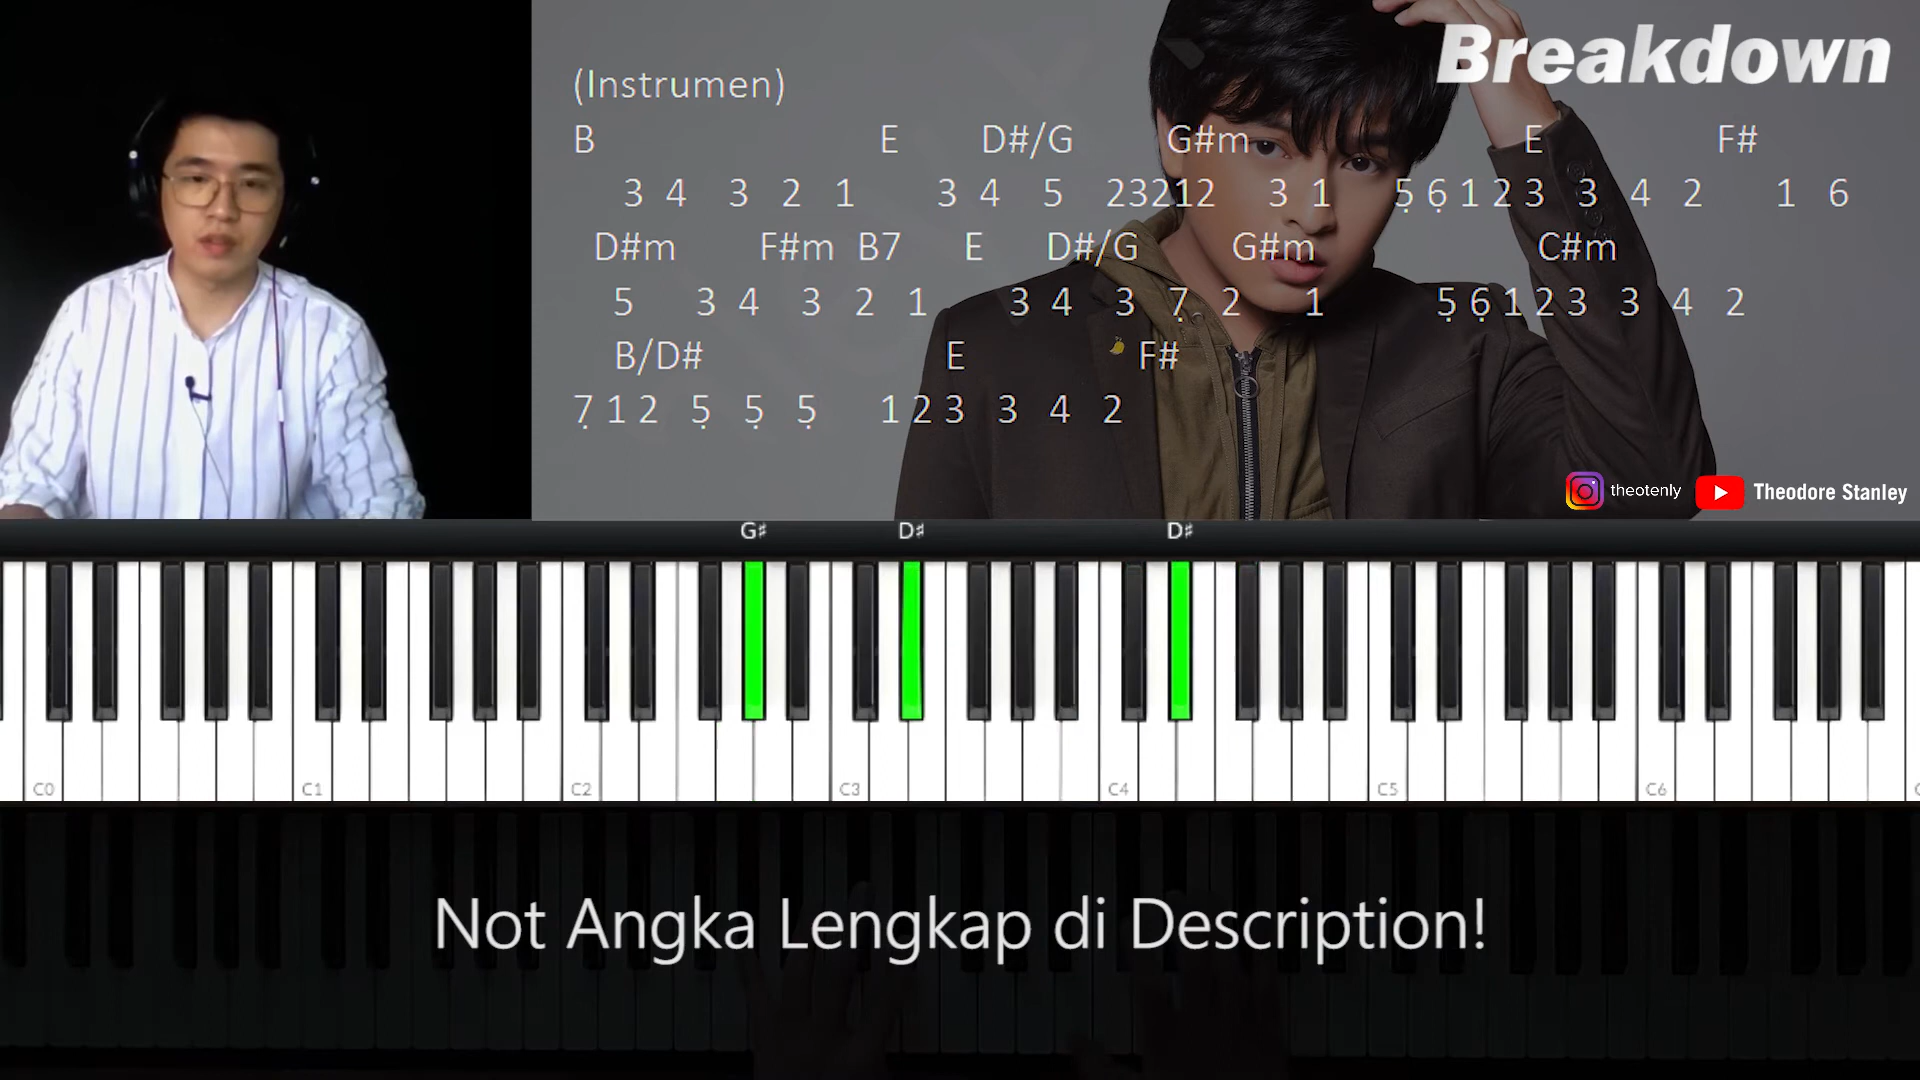 Breakdown
(Instrumen)
B E D#/G G#m E F#
3 4 3 2 1 3 4 5 23212 3 1 5̣ 6̣ 1 2 3 3 4 2 1 6
D#m F#m B7 E D#/G G#m C#m
5 3 4 3 2 1 3 4 3 7̣ 2 1 5̣ 6̣ 1 2 3 3 4 2
B/D# E F#
7̣ 1 2 5̣ 5̣ 5̣ 1 2 3 3 4 2
theotenly Theodore Stanley
G♯ D♯ D♯
C0 C1 C2 C3 C4 C5 C6
Not Angka Lengkap di Description!